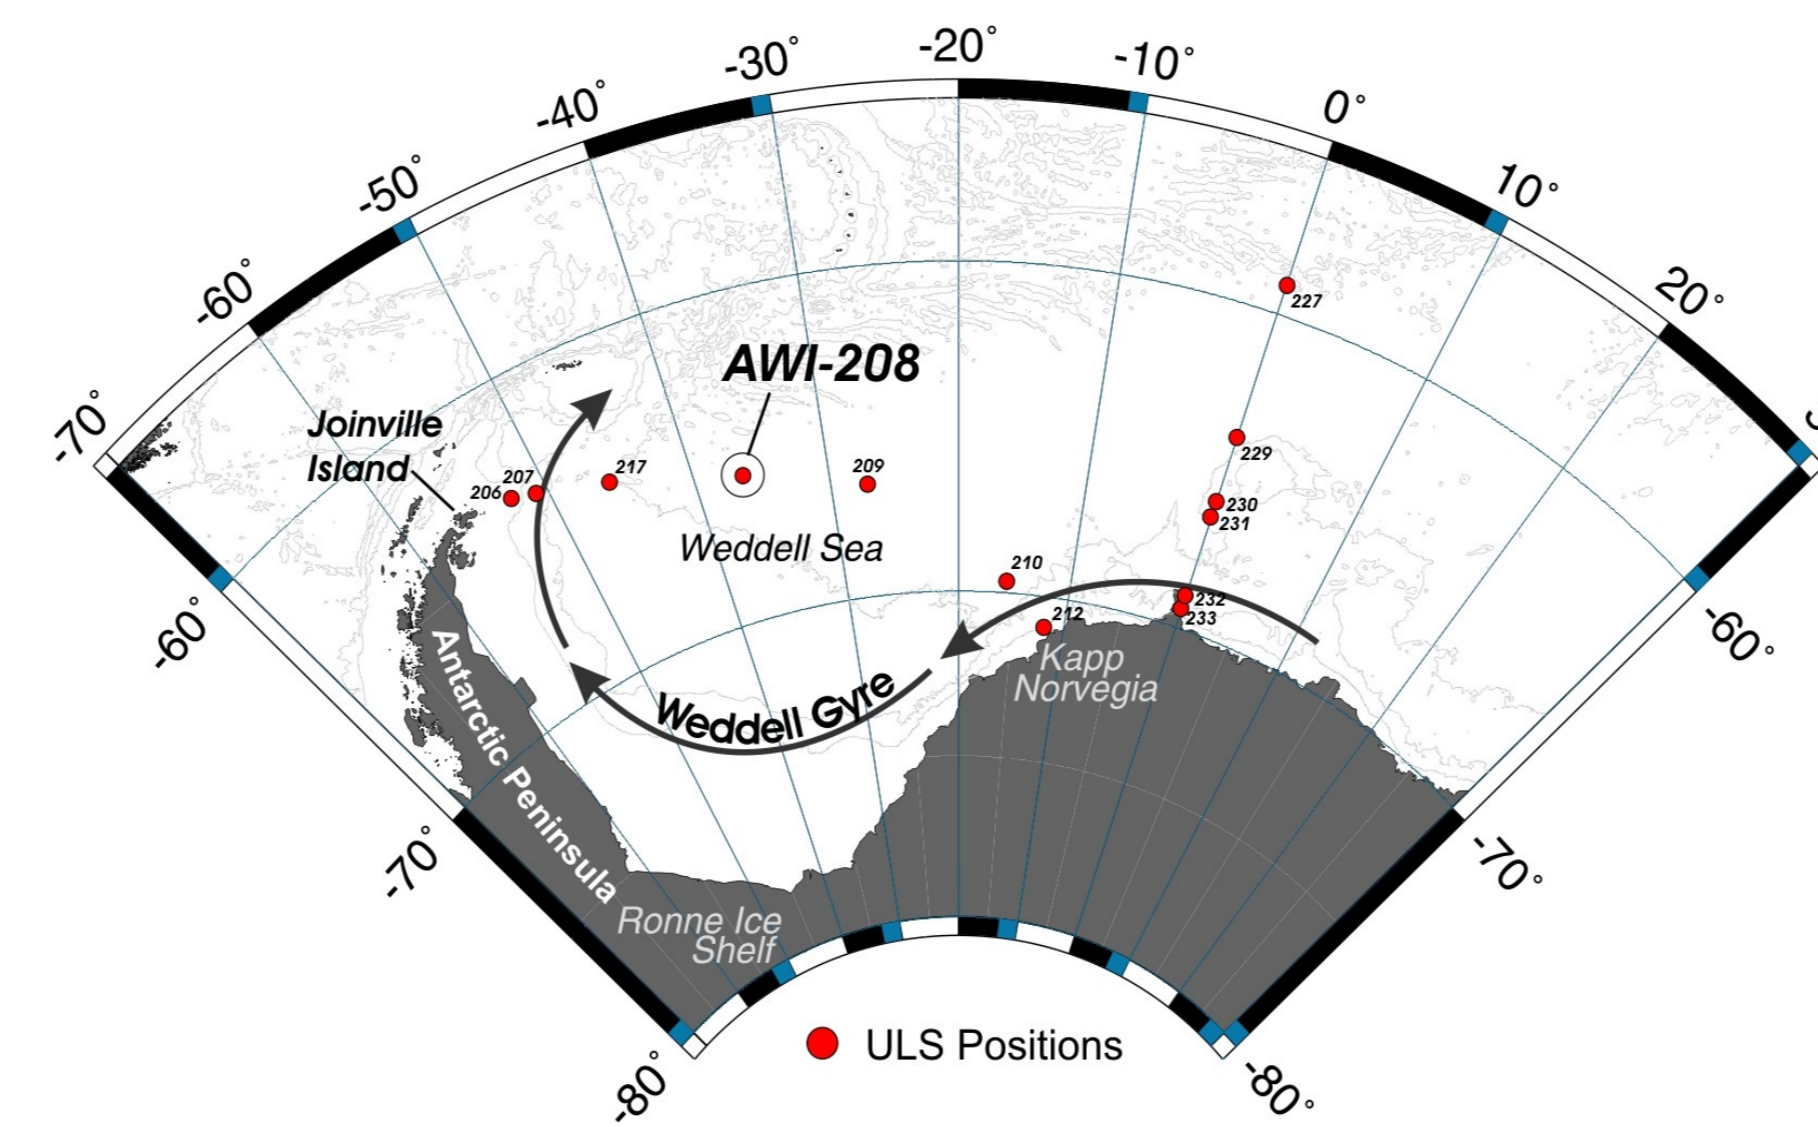 -20°
-30°
-10°
-40°
0°
-50°
10°
-60°
20°
-70°
227
AWI-208
Joinville
Island
229
217
209
207
206
230
231
Weddell Sea
210
232
212
233
-60°
-60°
Kapp
Norvegia
Weddell Gyre
Antarctic Peninsula
-70°
-70°
Ronne Ice
Shelf
ULS Positions
-80°
-80°